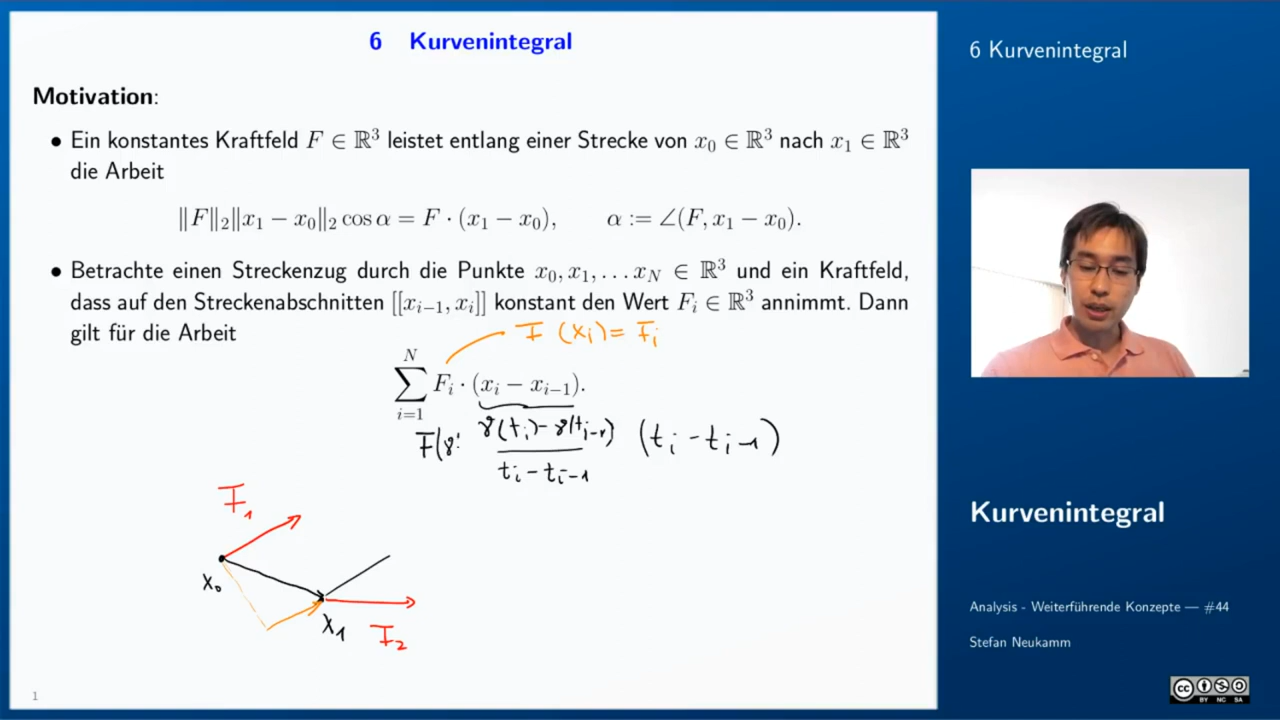 6 Kurvenintegral
Motivation:
• Ein konstantes Kraftfeld F ∈ ℝ³ leistet entlang einer Strecke von x₀ ∈ ℝ³ nach x₁ ∈ ℝ³
die Arbeit
‖F‖₂‖x₁ − x₀‖₂ cos α = F · (x₁ − x₀), α := ∠(F, x₁ − x₀).
• Betrachte einen Streckenzug durch die Punkte x₀, x₁, . . . x_N ∈ ℝ³ und ein Kraftfeld,
dass auf den Streckenabschnitten [[x_{i−1}, x_i]] konstant den Wert F_i ∈ ℝ³ annimmt. Dann
gilt für die Arbeit
F (x_i) = F_i
∑_{i=1}^{N} F_i · (x_i − x_{i−1}).
F(γ γ(t_i) − γ(t_{i−1}) (t_i − t_{i−1})
t_i − t_{i−1}
F₁
x₀
x₁
F₂
1
6 Kurvenintegral
Kurvenintegral
Analysis - Weiterführende Konzepte — #44
Stefan Neukamm
cc
BY NC SA